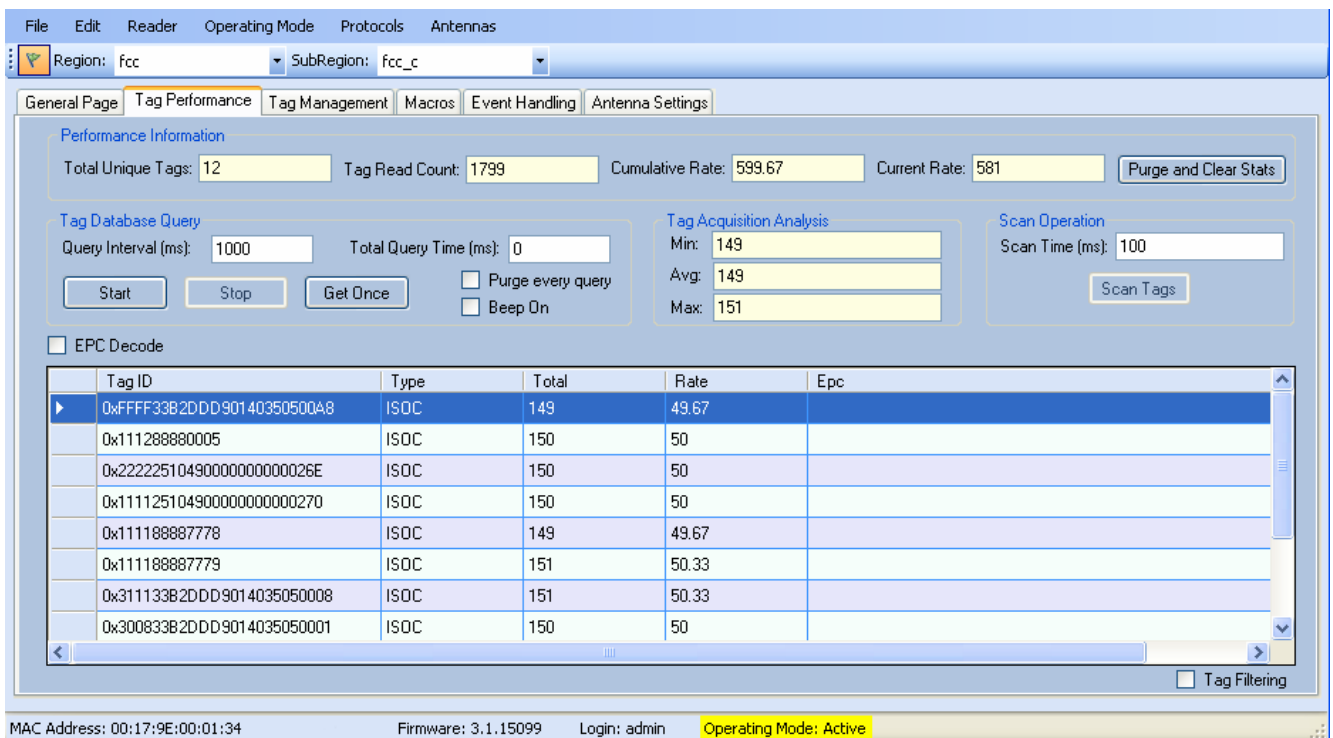 File Edit Reader Operating Mode Protocols Antennas
Region: fcc SubRegion: fcc_c
General Page Tag Performance Tag Management Macros Event Handling Antenna Settings
Performance Information
Total Unique Tags: 12 Tag Read Count: 1799 Cumulative Rate: 599.67 Current Rate: 581 Purge and Clear Stats
Tag Database Query Tag Acquisition Analysis Scan Operation
Query Interval (ms): 1000 Total Query Time (ms): 0 Min: 149 Scan Time (ms): 100
Start Stop Get Once Purge every query Avg: 149 Scan Tags
Beep On Max: 151
EPC Decode
Tag ID Type Total Rate Epc
0xFFFF33B2DDD90140350500A8 ISOC 149 49.67
0x111288880005 ISOC 150 50
0x22222510490000000000026E ISOC 150 50
0x111125104900000000000270 ISOC 150 50
0x111188887778 ISOC 149 49.67
0x111188887779 ISOC 151 50.33
0x311133B2DDD9014035050008 ISOC 151 50.33
0x300833B2DDD9014035050001 ISOC 150 50
Tag Filtering
MAC Address: 00:17:9E:00:01:34 Firmware: 3.1.15099 Login: admin Operating Mode: Active